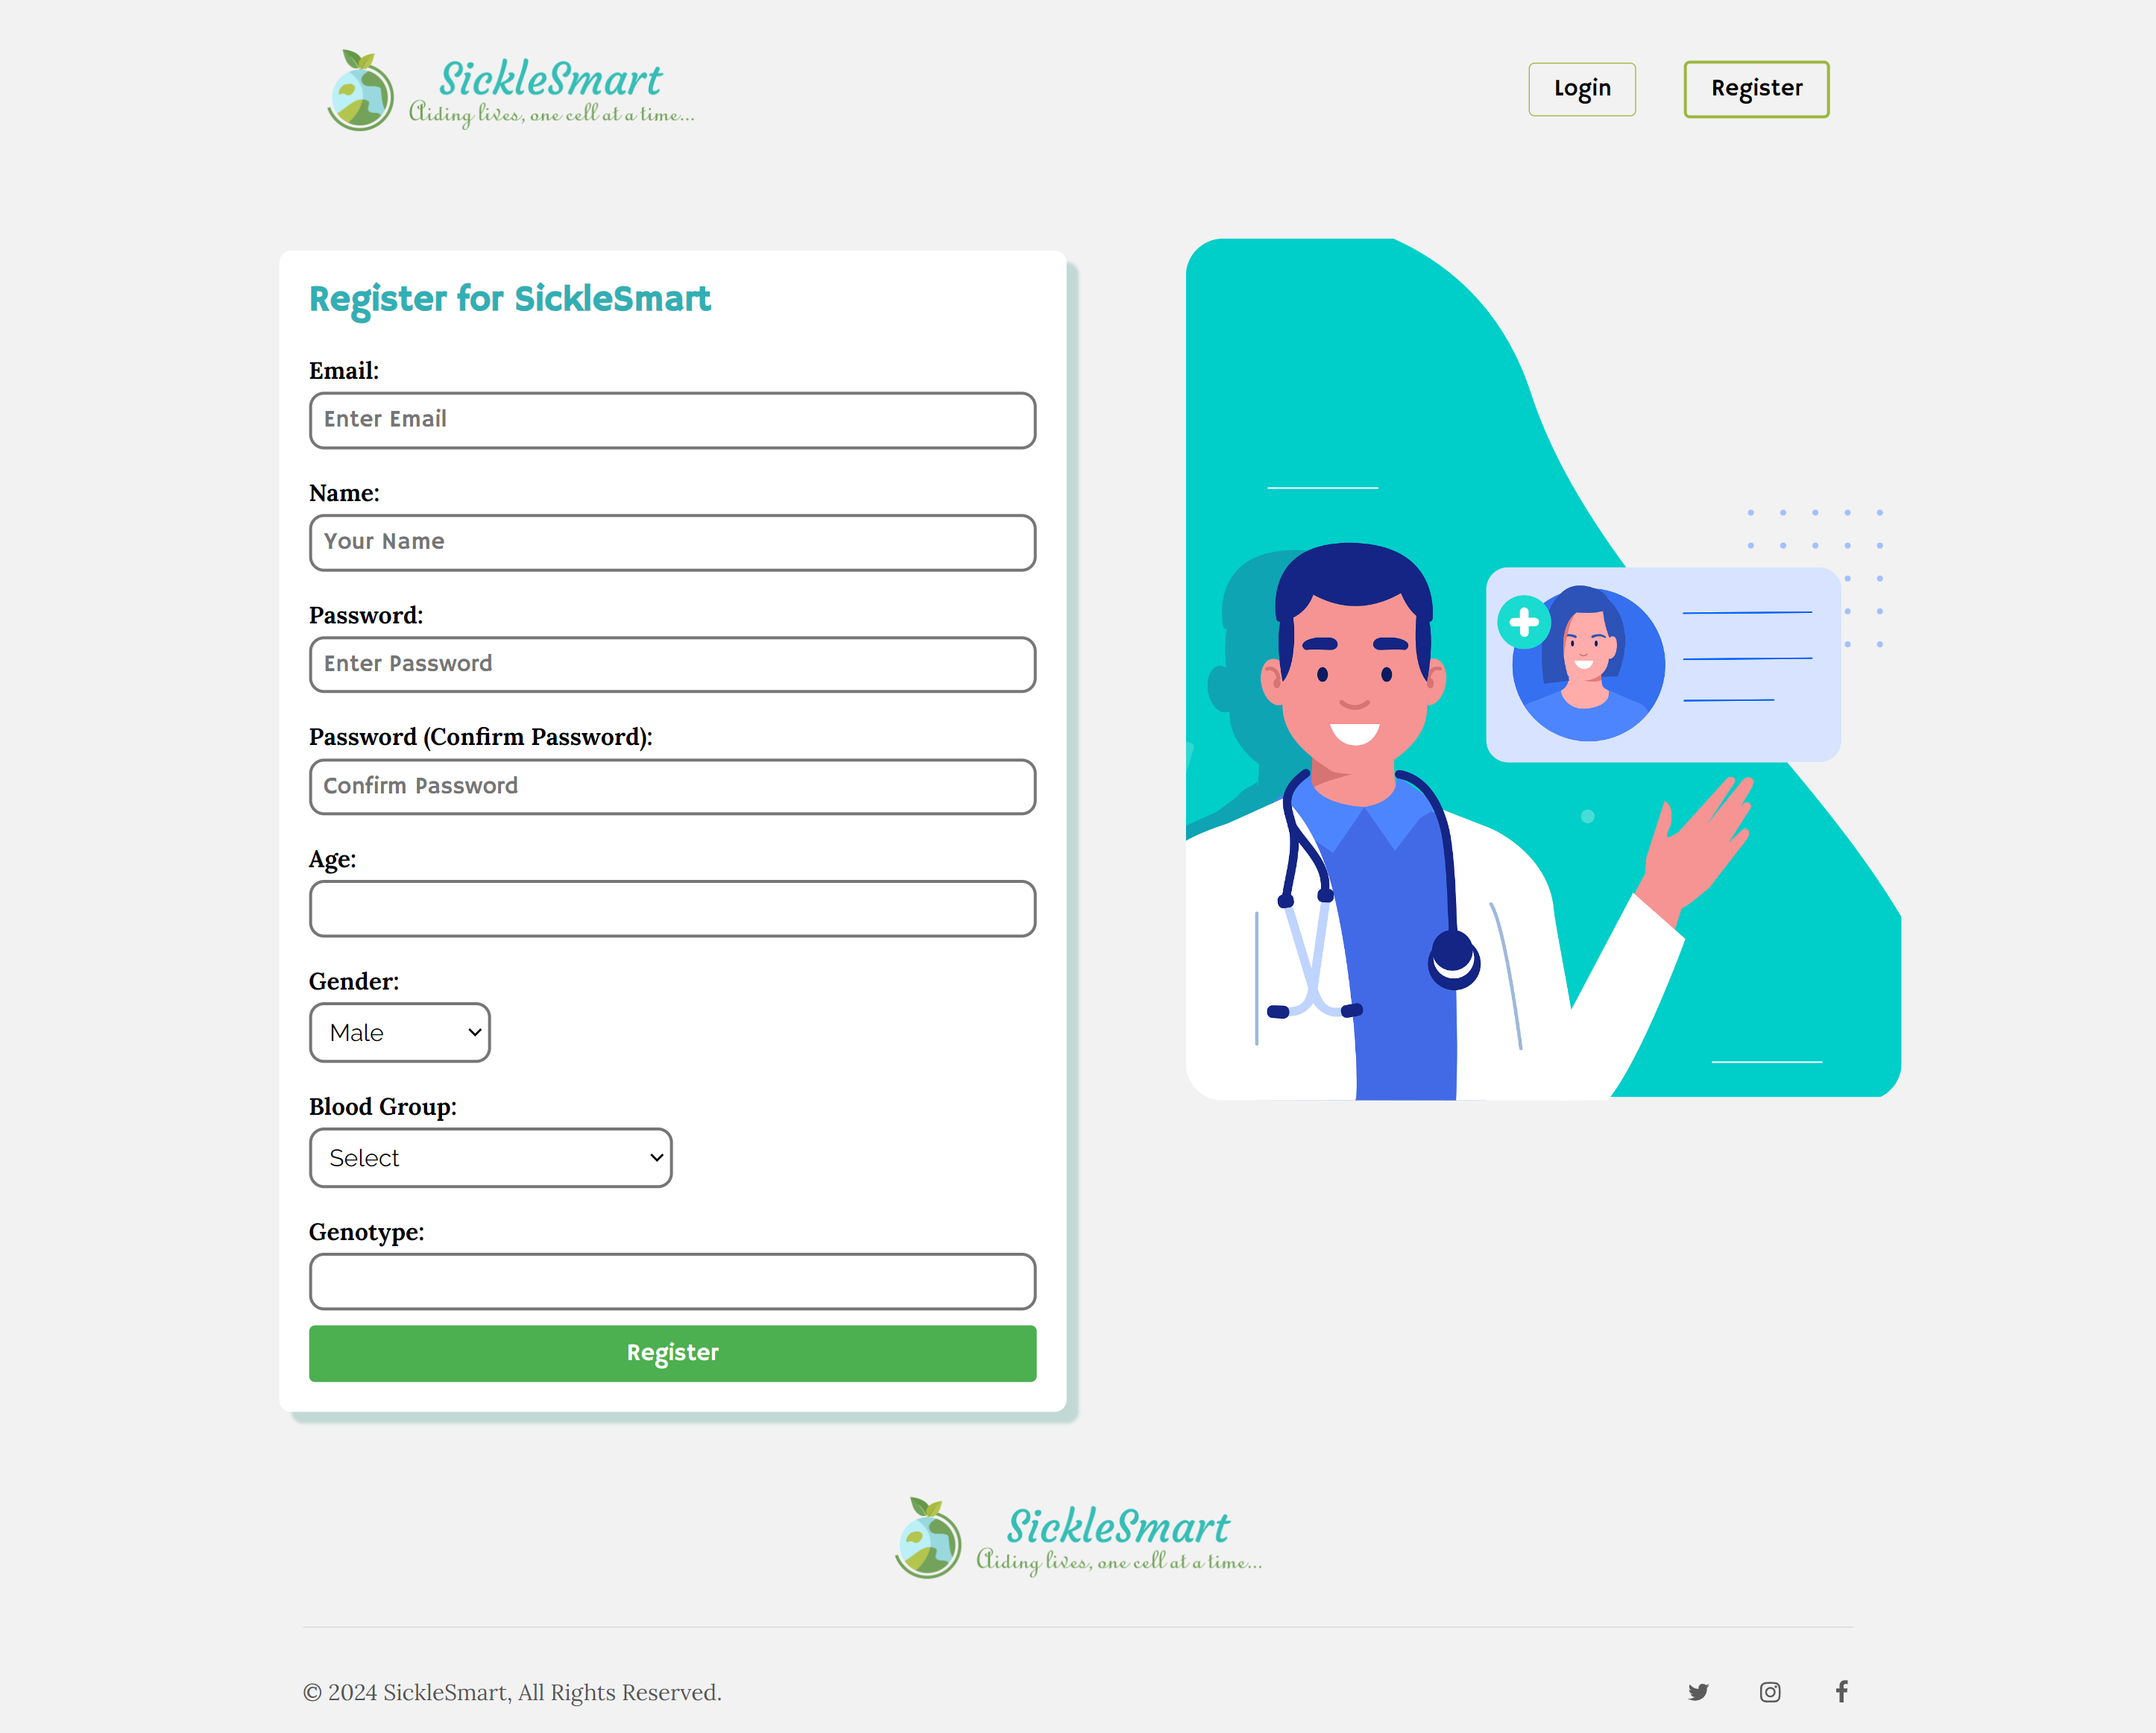 SickleSmart
Aiding lives, one cell at a time...
Login
Register
Register for SickleSmart
Email:
Enter Email
Name:
Your Name
Password:
Enter Password
Password (Confirm Password):
Confirm Password
Age:
Gender:
Male
Blood Group:
Select
Genotype:
Register
SickleSmart
Aiding lives, one cell at a time...
© 2024 SickleSmart, All Rights Reserved.